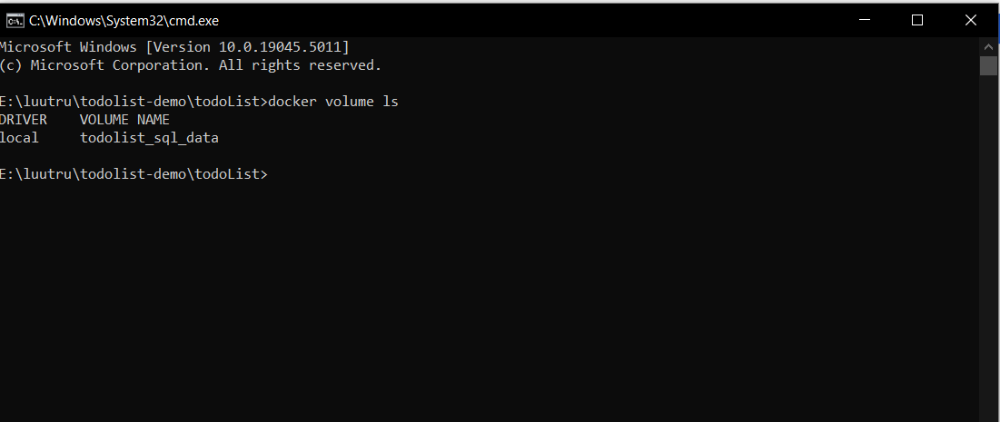 C:\Windows\System32\cmd.exe
Microsoft Windows [Version 10.0.19045.5011]
(c) Microsoft Corporation. All rights reserved.
E:\luutru\todolist-demo\todoList>docker volume ls
DRIVER    VOLUME NAME
local     todolist_sql_data
E:\luutru\todolist-demo\todoList>